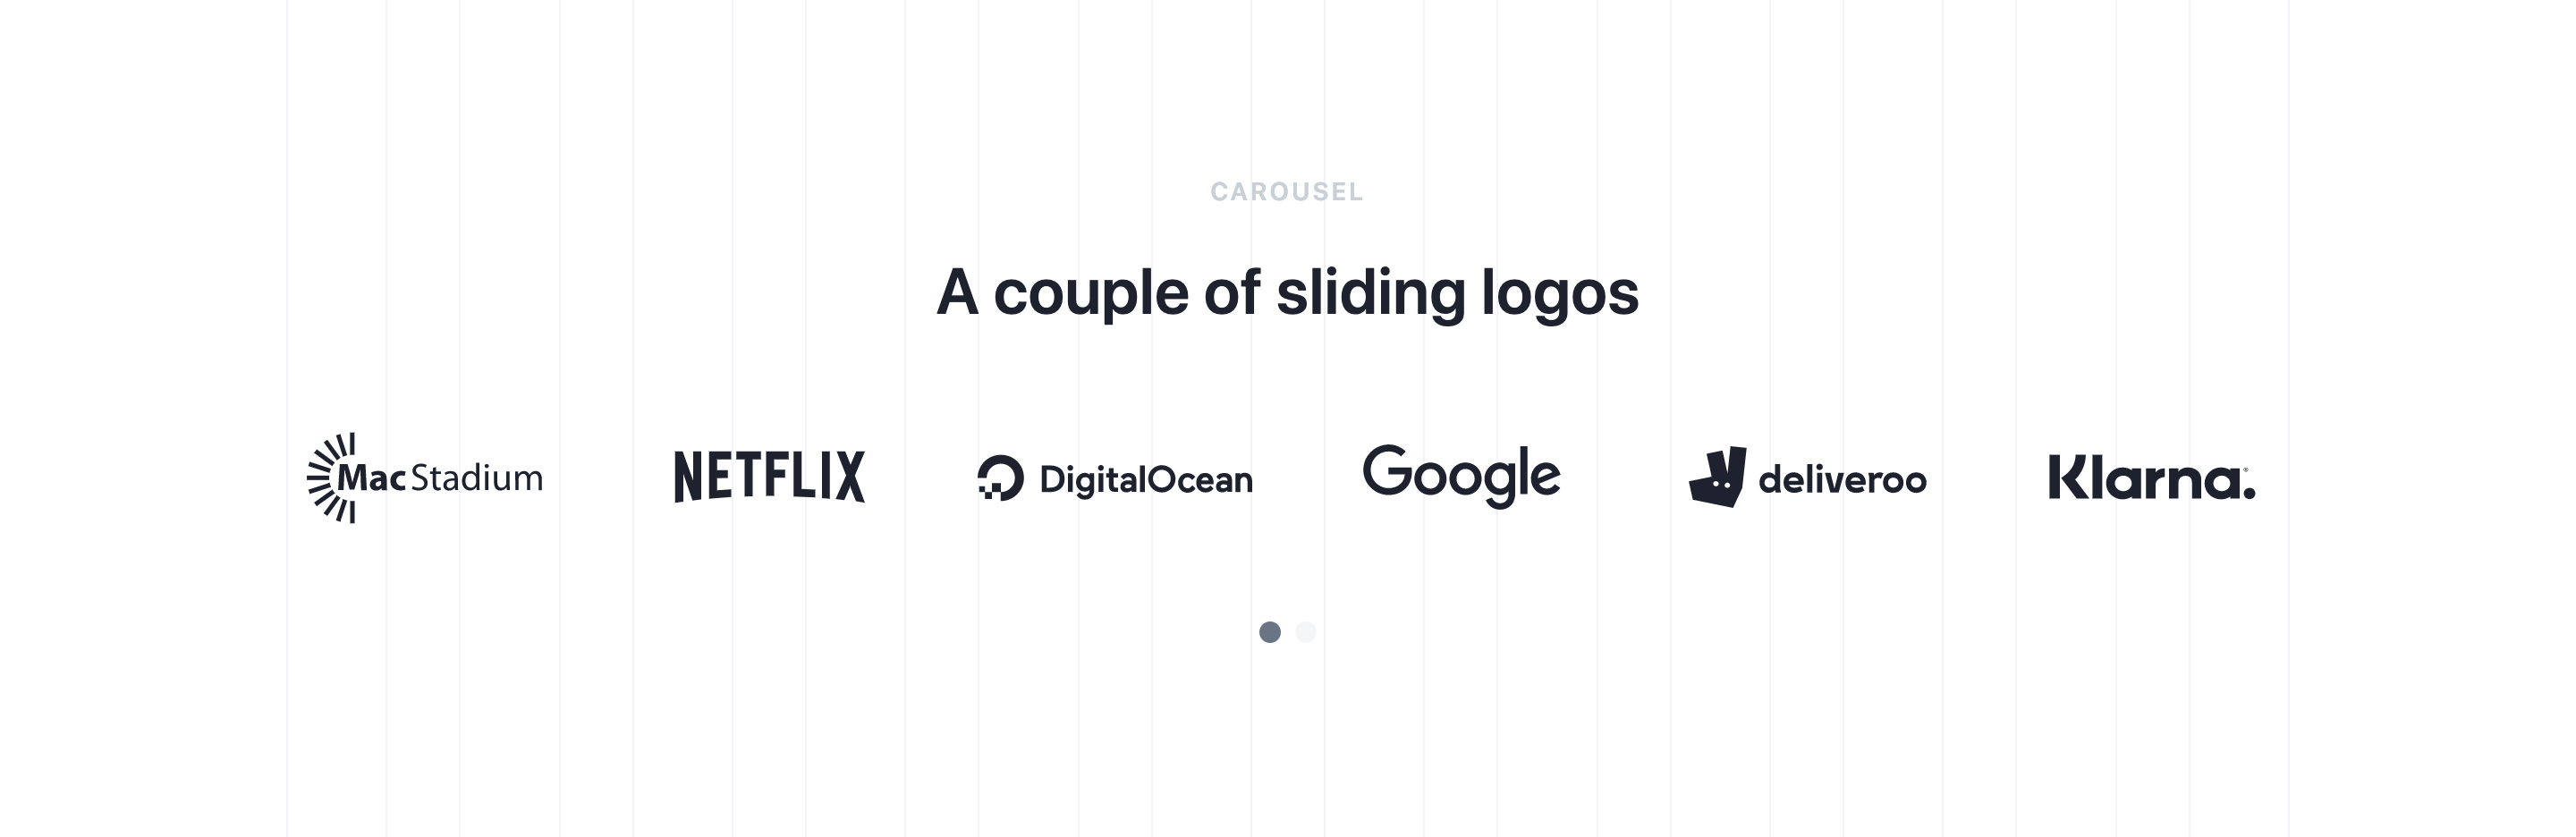 CAROUSEL
A couple of sliding logos
MacStadium NETFLIX DigitalOcean Google deliveroo Klarna.®